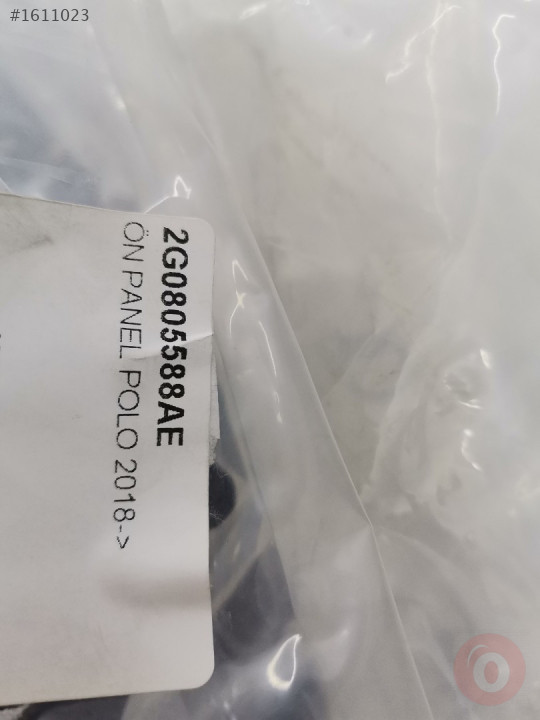 #1611023
2G0805588AE
ÖN PANEL POLO 2018->